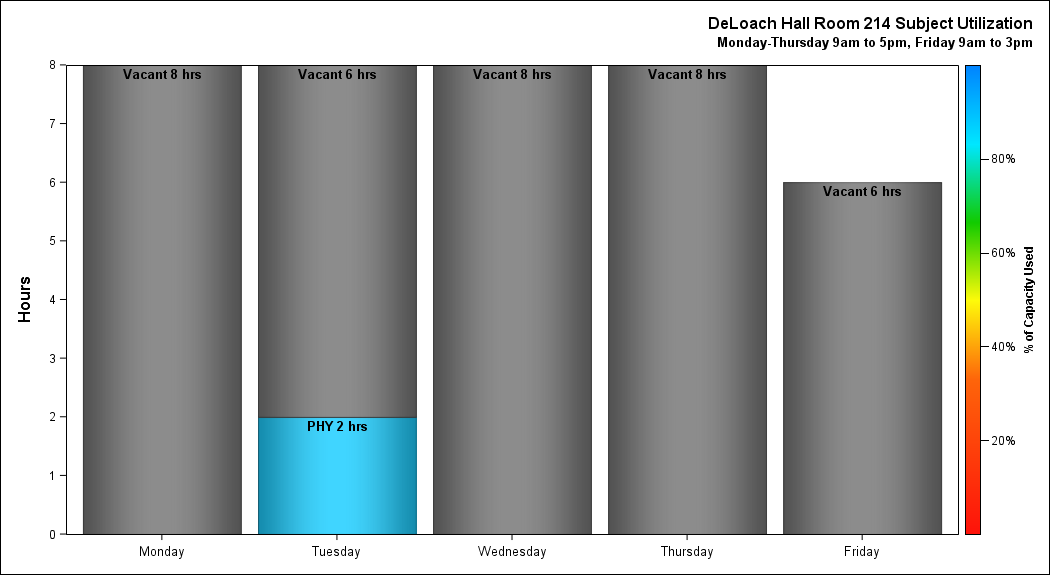 DeLoach Hall Room 214 Subject Utilization
Monday-Thursday 9am to 5pm, Friday 9am to 3pm
Hours
8
7
6
5
4
3
2
1
0
Vacant 8 hrs
Vacant 6 hrs
Vacant 8 hrs
Vacant 8 hrs
Vacant 6 hrs
PHY 2 hrs
Monday
Tuesday
Wednesday
Thursday
Friday
80%
60%
40%
20%
% of Capacity Used